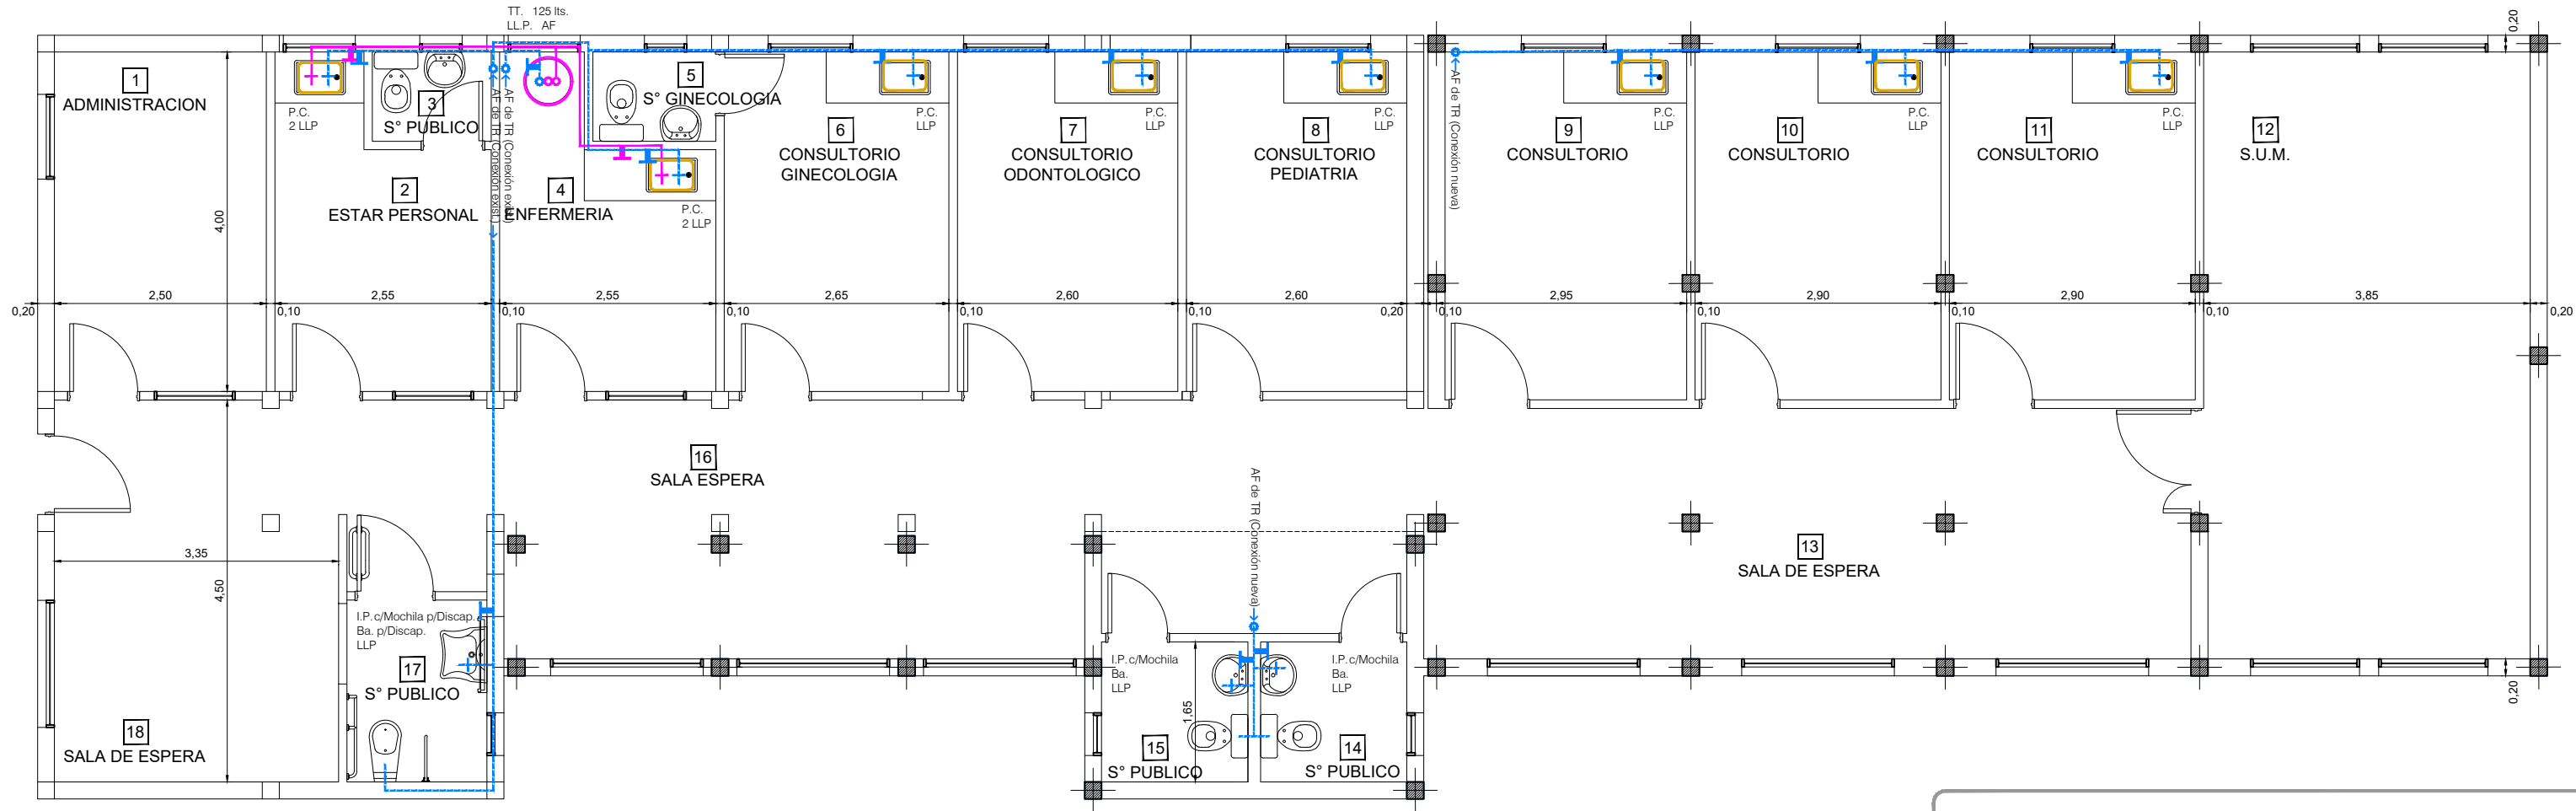 TT. 125 lts.
LL.P. AF
0,20
1
ADMINISTRACION
P.C.
2 LLP
3
S° PUBLICO
AF de TR (Conexión exist.)
AF de TR (Conexión exist.)
5
S° GINECOLOGIA
P.C.
LLP
P.C.
LLP
P.C.
LLP
AF de TR (Conexión nueva)
P.C.
LLP
P.C.
LLP
P.C.
LLP
6
CONSULTORIO
GINECOLOGIA
7
CONSULTORIO
ODONTOLOGICO
8
CONSULTORIO
PEDIATRIA
9
CONSULTORIO
10
CONSULTORIO
11
CONSULTORIO
12
S.U.M.
2
ESTAR PERSONAL
4
ENFERMERIA
P.C.
2 LLP
4,00
2,50
2,55
2,55
2,65
2,60
2,60
2,95
2,90
2,90
3,85
0,20
0,10
0,10
0,10
0,10
0,10
0,20
0,10
0,10
0,10
0,10
0,20
16
SALA ESPERA
AF de TR (Conexión nueva)
3,35
4,50
13
SALA DE ESPERA
I.P. c/Mochila p/Discap.
Ba. p/Discap.
LLP
17
S° PUBLICO
I.P. c/Mochila
Ba.
LLP
I.P. c/Mochila
Ba.
LLP
1,65
0,20
18
SALA DE ESPERA
15
S° PUBLICO
14
S° PUBLICO